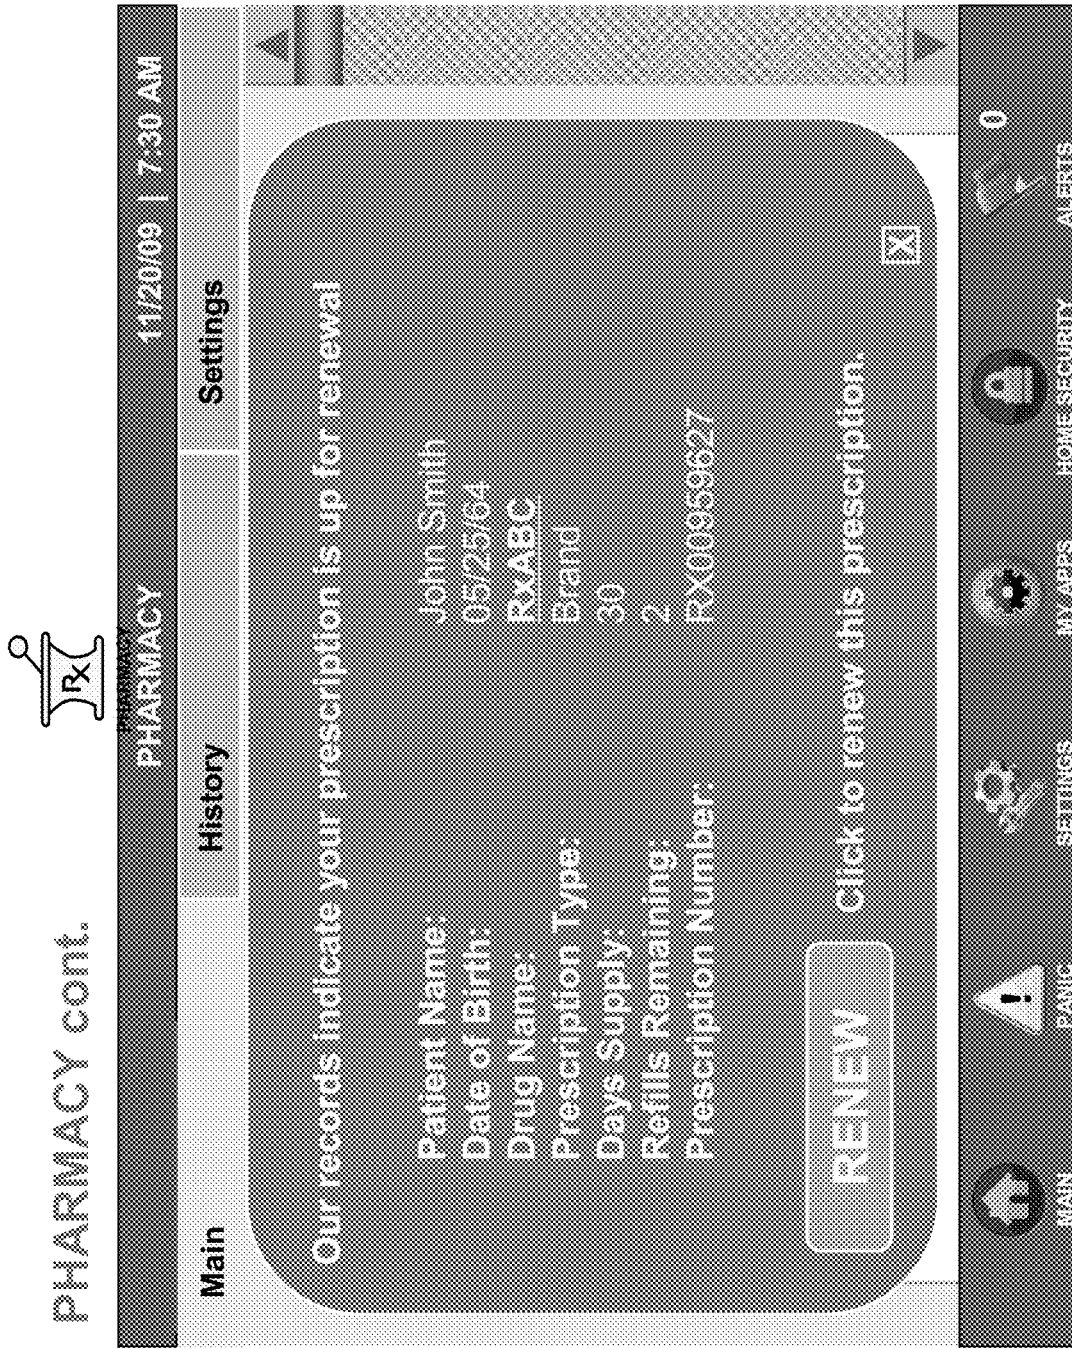 PHARMACY cont.
Rx
PHARMACY
PHARMACY 11/20/09 | 7:30 AM
Main History Settings
Our records indicate your prescription is up for renewal
Patient Name: John Smith
Date of Birth: 05/25/64
Drug Name: RXABC
Prescription Type: Brand
Days Supply: 30
Refills Remaining: 2
Prescription Number: RX00959627
RENEW Click to renew this prescription.
X
0
MAIN PANIC SETTINGS MY APPS HOME SECURITY ALERTS